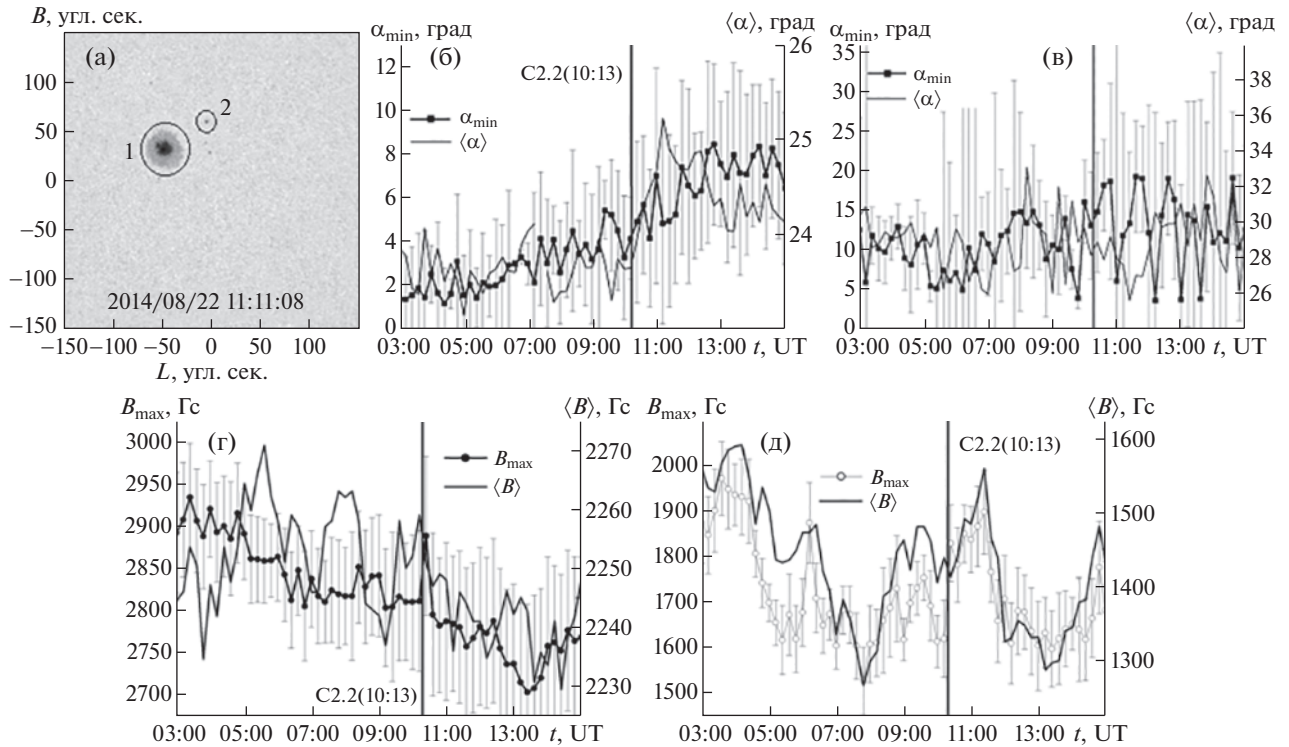 B, угл. сек.
(а)
100
50
0
−50
−100
−150
1
2
2014/08/22 11:11:08
−150 −100 −50 0 50 100
L, угл. сек.
αmin, град
⟨α⟩, град
(б)
C2.2(10:13)
αmin
⟨α⟩
12
10
8
6
4
2
0
26
25
24
03:00 05:00 07:00 09:00 11:00 13:00 t, UT
αmin, град
⟨α⟩, град
(в)
αmin
⟨α⟩
35
30
25
20
15
10
5
0
38
36
34
32
30
28
26
03:00 05:00 07:00 09:00 11:00 13:00 t, UT
Bmax, Гс
⟨B⟩, Гс
(г)
Bmax
⟨B⟩
C2.2(10:13)
3000
2950
2900
2850
2800
2750
2700
2270
2260
2250
2240
2230
03:00 05:00 07:00 09:00 11:00 13:00 t, UT
Bmax, Гс
⟨B⟩, Гс
(д)
C2.2(10:13)
Bmax
⟨B⟩
2000
1900
1800
1700
1600
1500
1600
1500
1400
1300
03:00 05:00 07:00 09:00 11:00 13:00 t, UT